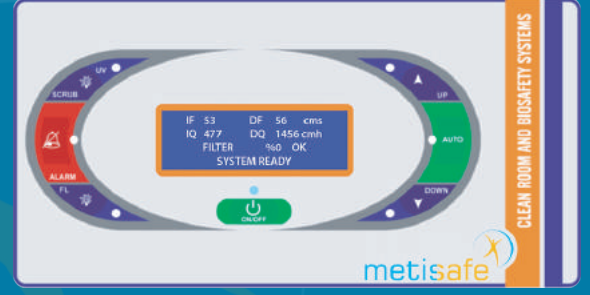 UV
SCRUB
ALARM
FL
IF 53 DF 56 cms
IQ 477 DQ 1456 cmh
FILTER %0 OK
SYSTEM READY
ON/OFF
UP
AUTO
DOWN
CLEAN ROOM AND BIOSAFETY SYSTEMS
metisafe